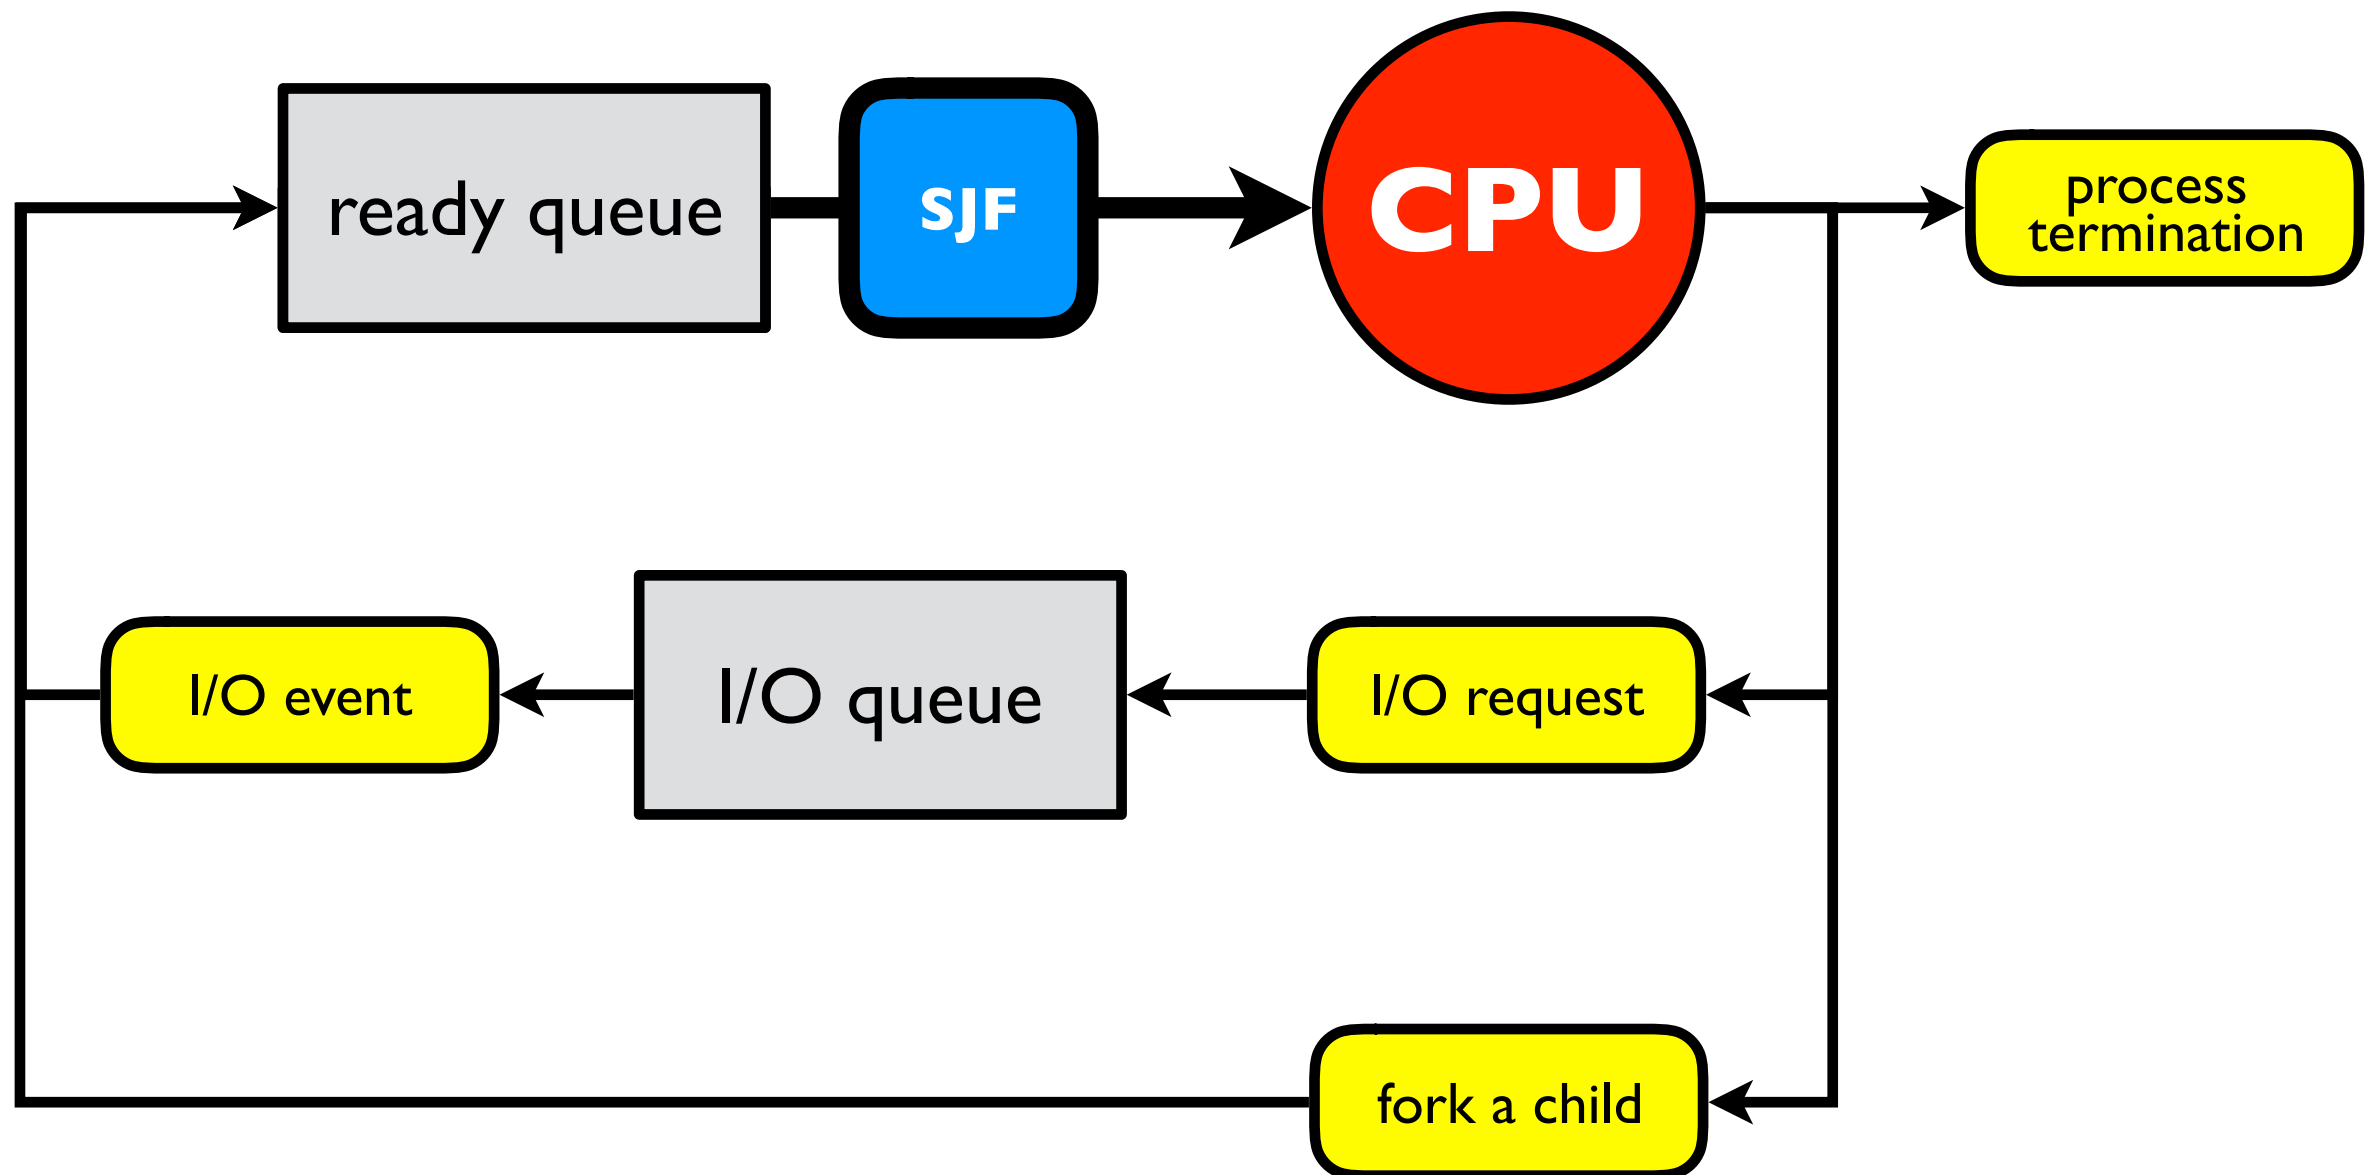 ready queue
SJF
CPU
process
termination
I/O event
I/O queue
I/O request
fork a child